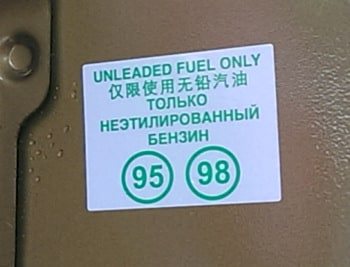 UNLEADED FUEL ONLY
仅限使用无铅汽油
ТОЛЬКО
НЕЭТИЛИРОВАННЫЙ
БЕНЗИН
95 98